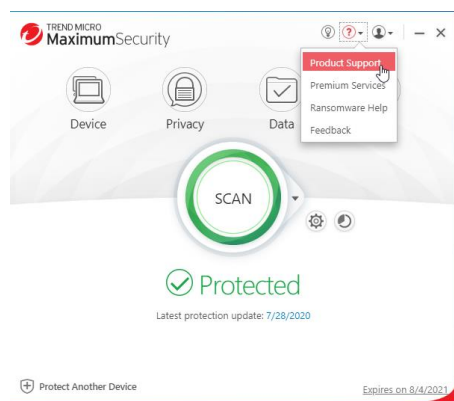 TREND MICRO
MaximumSecurity
?
Product Support
Premium Services
Ransomware Help
Feedback
Device
Privacy
Data
SCAN
Protected
Latest protection update: 7/28/2020
Protect Another Device
Expires on 8/4/2021